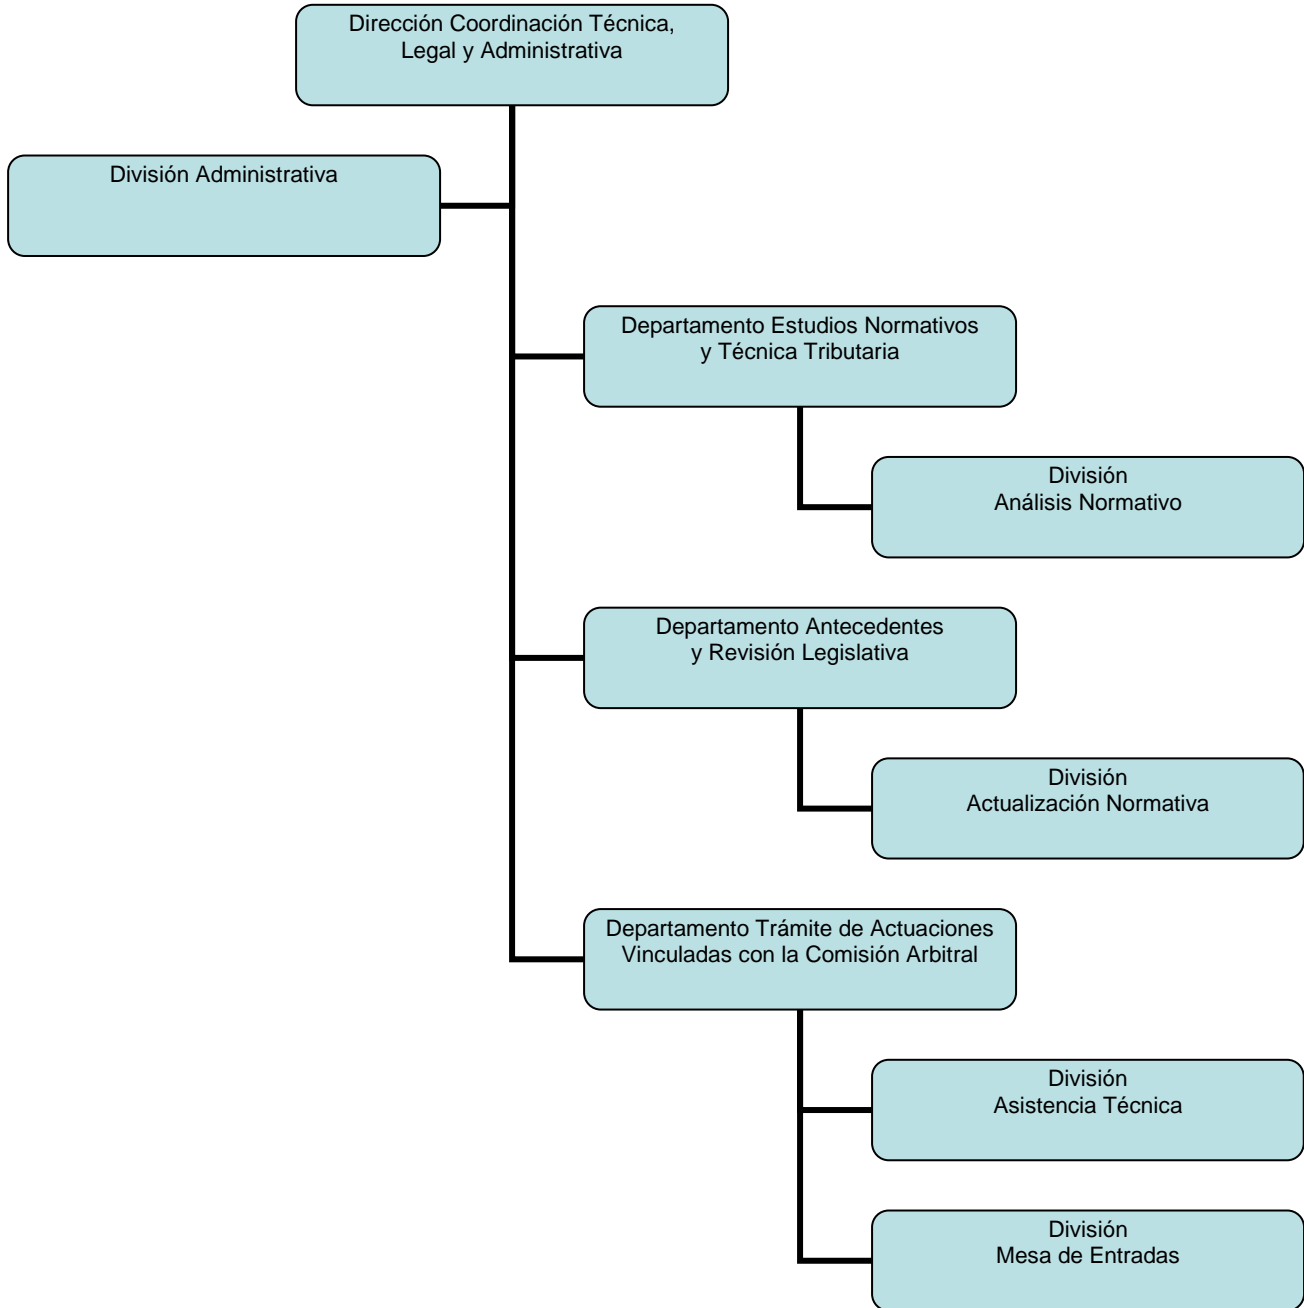 Dirección Coordinación Técnica,
Legal y Administrativa
División Administrativa
Departamento Estudios Normativos
y Técnica Tributaria
División
Análisis Normativo
Departamento Antecedentes
y Revisión Legislativa
División
Actualización Normativa
Departamento Trámite de Actuaciones
Vinculadas con la Comisión Arbitral
División
Asistencia Técnica
División
Mesa de Entradas